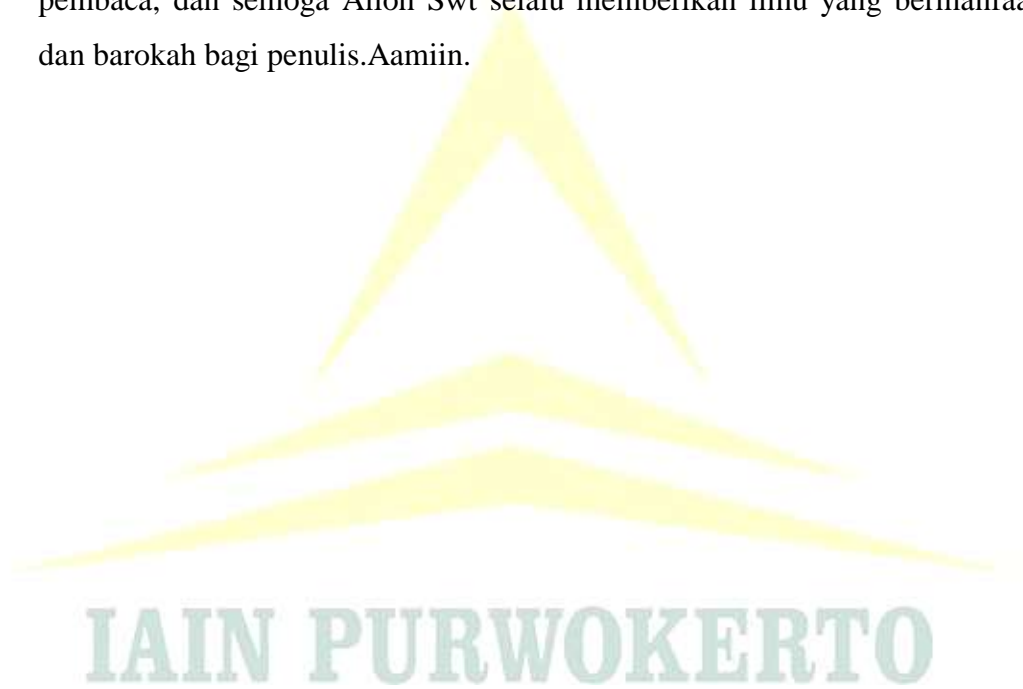 pembaca, dan semoga Alloh Swt selalu memberikan ilmu yang
dan barokah bagi penulis.Aamiin.
IAIN PURWOKERTO